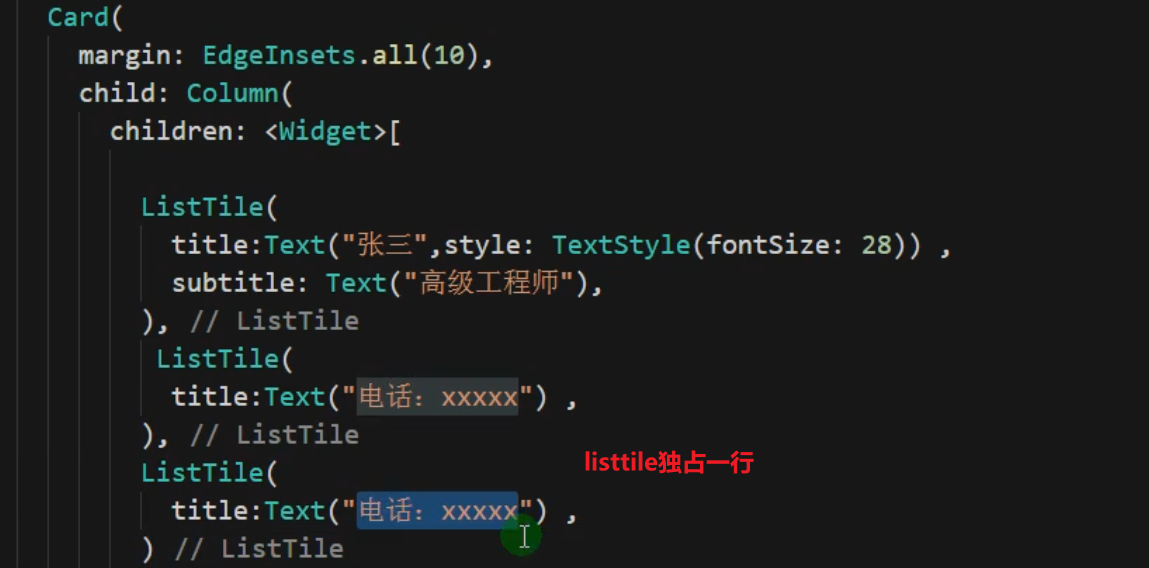 Card(
margin: EdgeInsets.all(10),
child: Column(
children: <Widget>[
ListTile(
title:Text("张三",style: TextStyle(fontSize: 28)) ,
subtitle: Text("高级工程师"),
), // ListTile
ListTile(
title:Text("电话：xxxxx") ,
), // ListTile
listtile独占一行
ListTile(
title:Text("电话：xxxxx") ,
) // ListTile